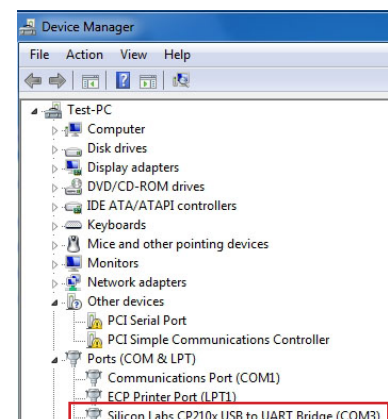 Device Manager
File Action View Help
Test-PC
Computer
Disk drives
Display adapters
DVD/CD-ROM drives
IDE ATA/ATAPI controllers
Keyboards
Mice and other pointing devices
Monitors
Network adapters
Other devices
PCI Serial Port
PCI Simple Communications Controller
Ports (COM & LPT)
Communications Port (COM1)
ECP Printer Port (LPT1)
Silicon Labs CP210x USB to UART Bridge (COM3)